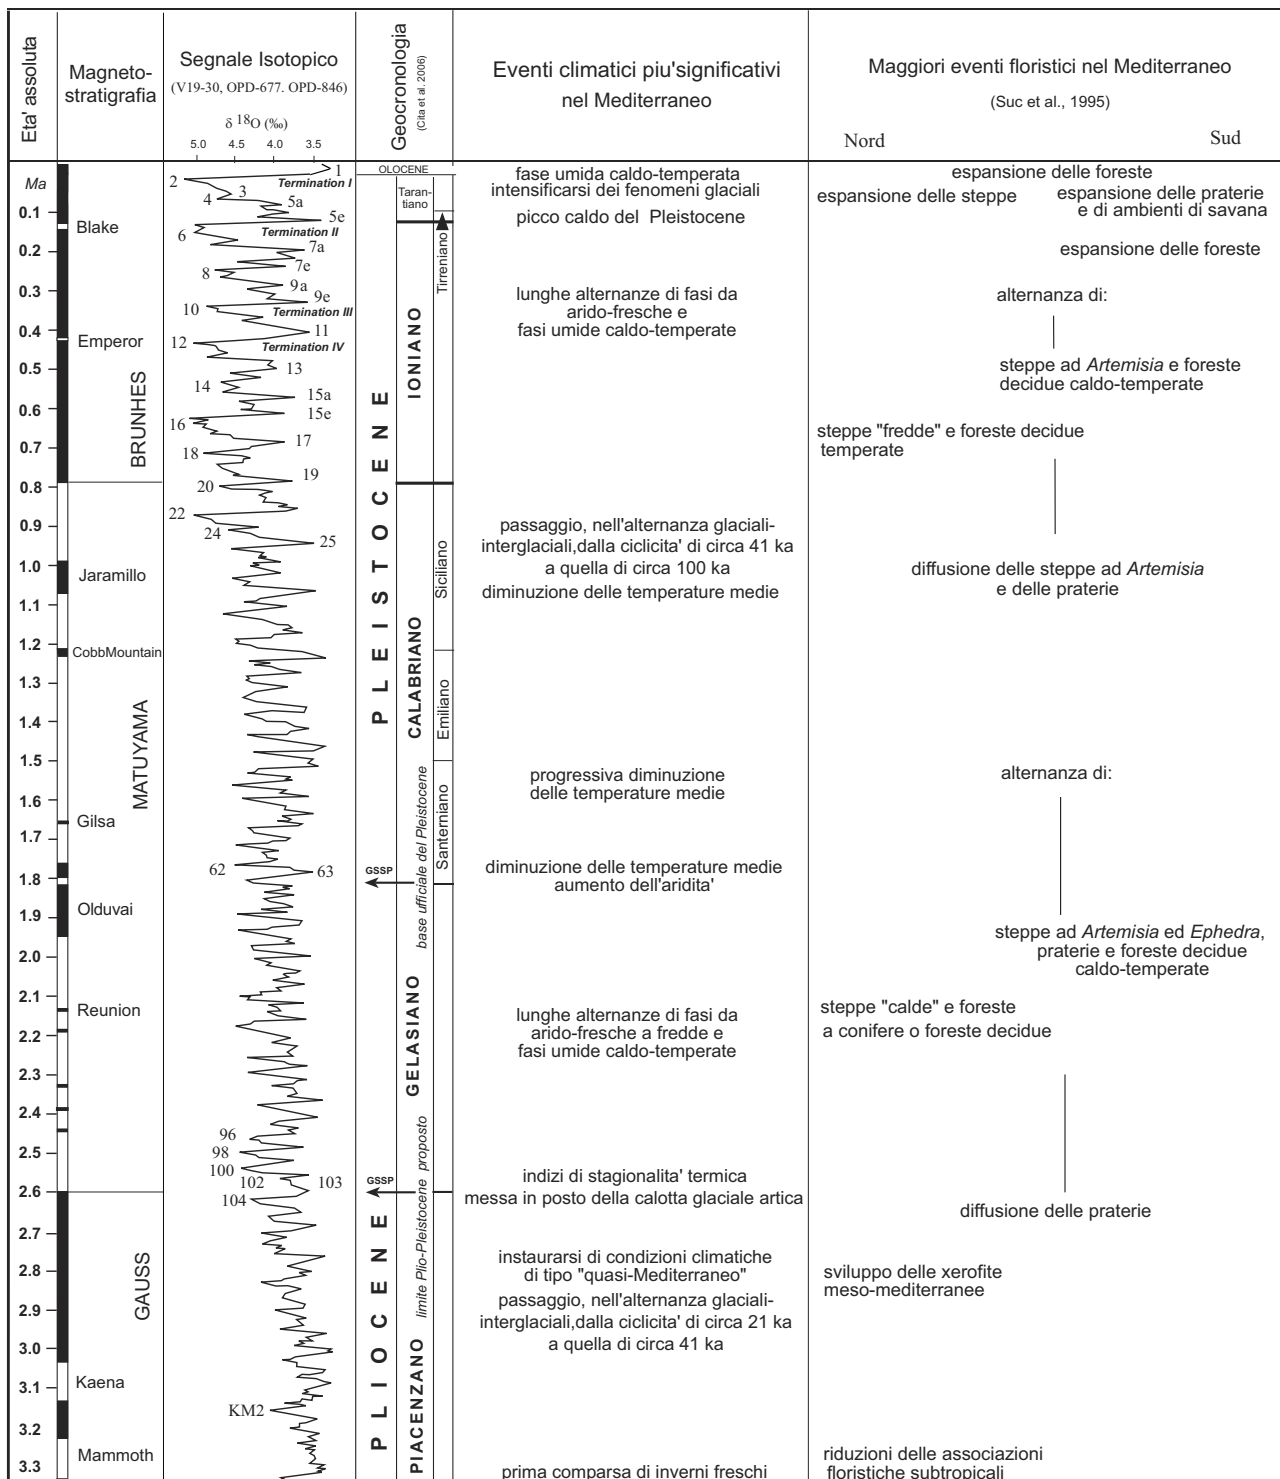 Eta' assoluta
Magneto-
stratigrafia
Segnale Isotopico
(V19-30, OPD-677. OPD-846)
δ 18O (‰)
5.0 4.5 4.0 3.5
Geocronologia
(Cita et al. 2006)
Eventi climatici piu'significativi
nel Mediterraneo
Maggiori eventi floristici nel Mediterraneo
(Suc et al., 1995)
Nord Sud
Ma
0.1
0.2
0.3
0.4
0.5
0.6
0.7
0.8
0.9
1.0
1.1
1.2
1.3
1.4
1.5
1.6
1.7
1.8
1.9
2.0
2.1
2.2
2.3
2.4
2.5
2.6
2.7
2.8
2.9
3.0
3.1
3.2
3.3
Blake
Emperor
BRUNHES
Jaramillo
CobbMountain
MATUYAMA
Gilsa
Olduvai
Reunion
GAUSS
Kaena
Mammoth
1
2
Termination I
3
4
5a
5e
Termination II
6
7a
7e
8
9a
9e
10
Termination III
11
12
Termination IV
13
14
15a
15e
16
17
18
19
20
22
24
25
62
63
96
98
100
102
103
104
KM2
OLOCENE
PLEISTOCENE
PLIOCENE
GSSP
GSSP
Taran-
tiano
IONIANO
CALABRIANO
base ufficiale del Pleistocene
GELASIANO
limite Plio-Pleistocene proposto
PIACENZANO
Tirreniano
Siciliano
Emiliano
Santerniano
fase umida caldo-temperata
intensificarsi dei fenomeni glaciali
picco caldo del Pleistocene
lunghe alternanze di fasi da
arido-fresche e
fasi umide caldo-temperate
passaggio, nell'alternanza glaciali-
interglaciali,dalla ciclicita' di circa 41 ka
a quella di circa 100 ka
diminuzione delle temperature medie
progressiva diminuzione
delle temperature medie
diminuzione delle temperature medie
aumento dell'aridita'
lunghe alternanze di fasi da
arido-fresche a fredde e
fasi umide caldo-temperate
indizi di stagionalita' termica
messa in posto della calotta glaciale artica
instaurarsi di condizioni climatiche
di tipo "quasi-Mediterraneo"
passaggio, nell'alternanza glaciali-
interglaciali,dalla ciclicita' di circa 21 ka
a quella di circa 41 ka
prima comparsa di inverni freschi
espansione delle foreste
espansione delle steppe
espansione delle praterie
e di ambienti di savana
espansione delle foreste
alternanza di:
steppe ad Artemisia e foreste
decidue caldo-temperate
steppe "fredde" e foreste decidue
temperate
diffusione delle steppe ad Artemisia
e delle praterie
alternanza di:
steppe ad Artemisia ed Ephedra,
praterie e foreste decidue
caldo-temperate
steppe "calde" e foreste
a conifere o foreste decidue
diffusione delle praterie
sviluppo delle xerofite
meso-mediterranee
riduzioni delle associazioni
floristiche subtropicali